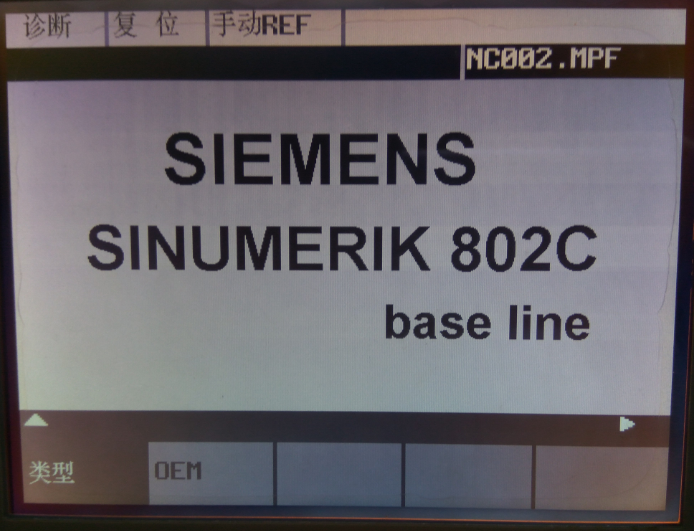 诊断 复 位 手动REF
NC002.MPF
SIEMENS
SINUMERIK 802C
base line
类型 OEM